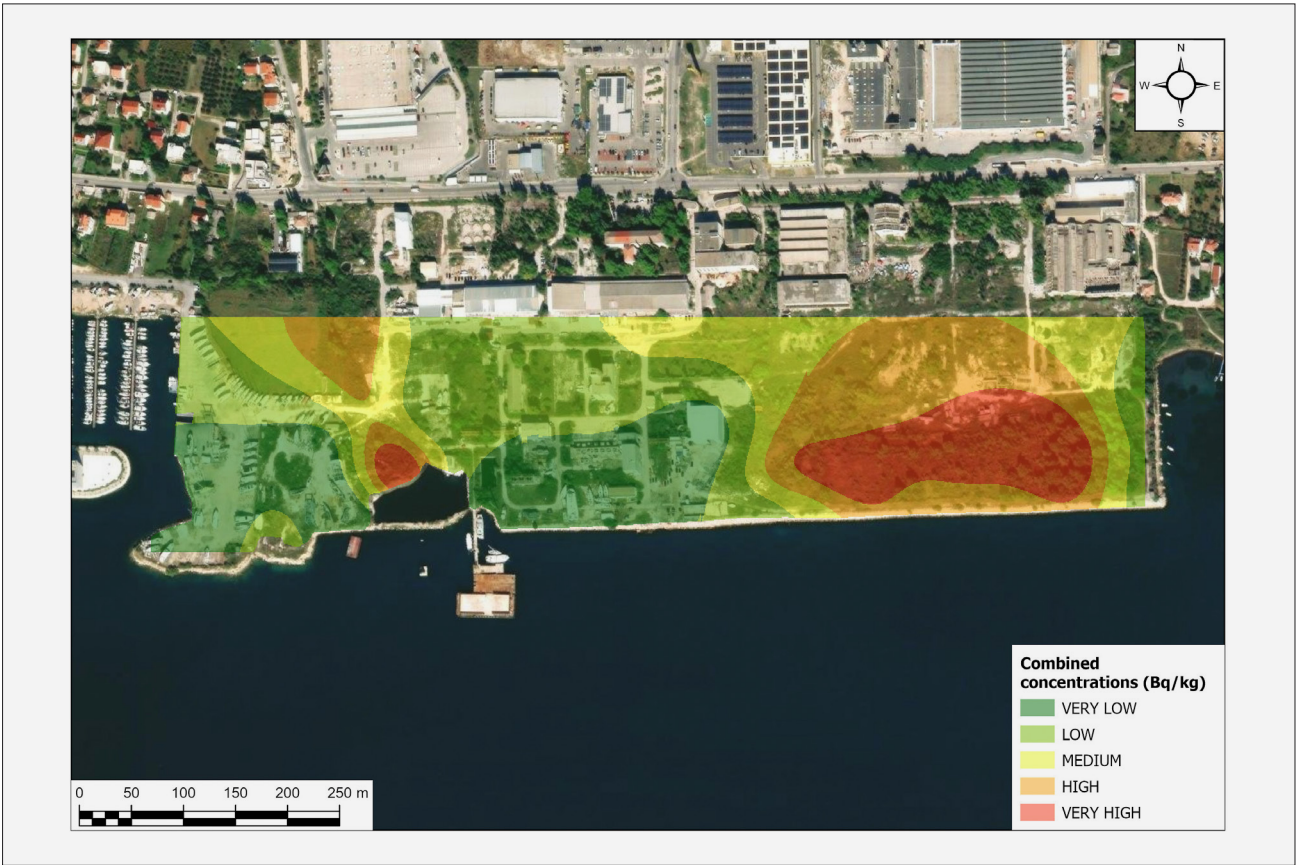 N
W E
S
Combined
concentrations (Bq/kg)
VERY LOW
LOW
MEDIUM
HIGH
VERY HIGH
0 50 100 150 200 250 m